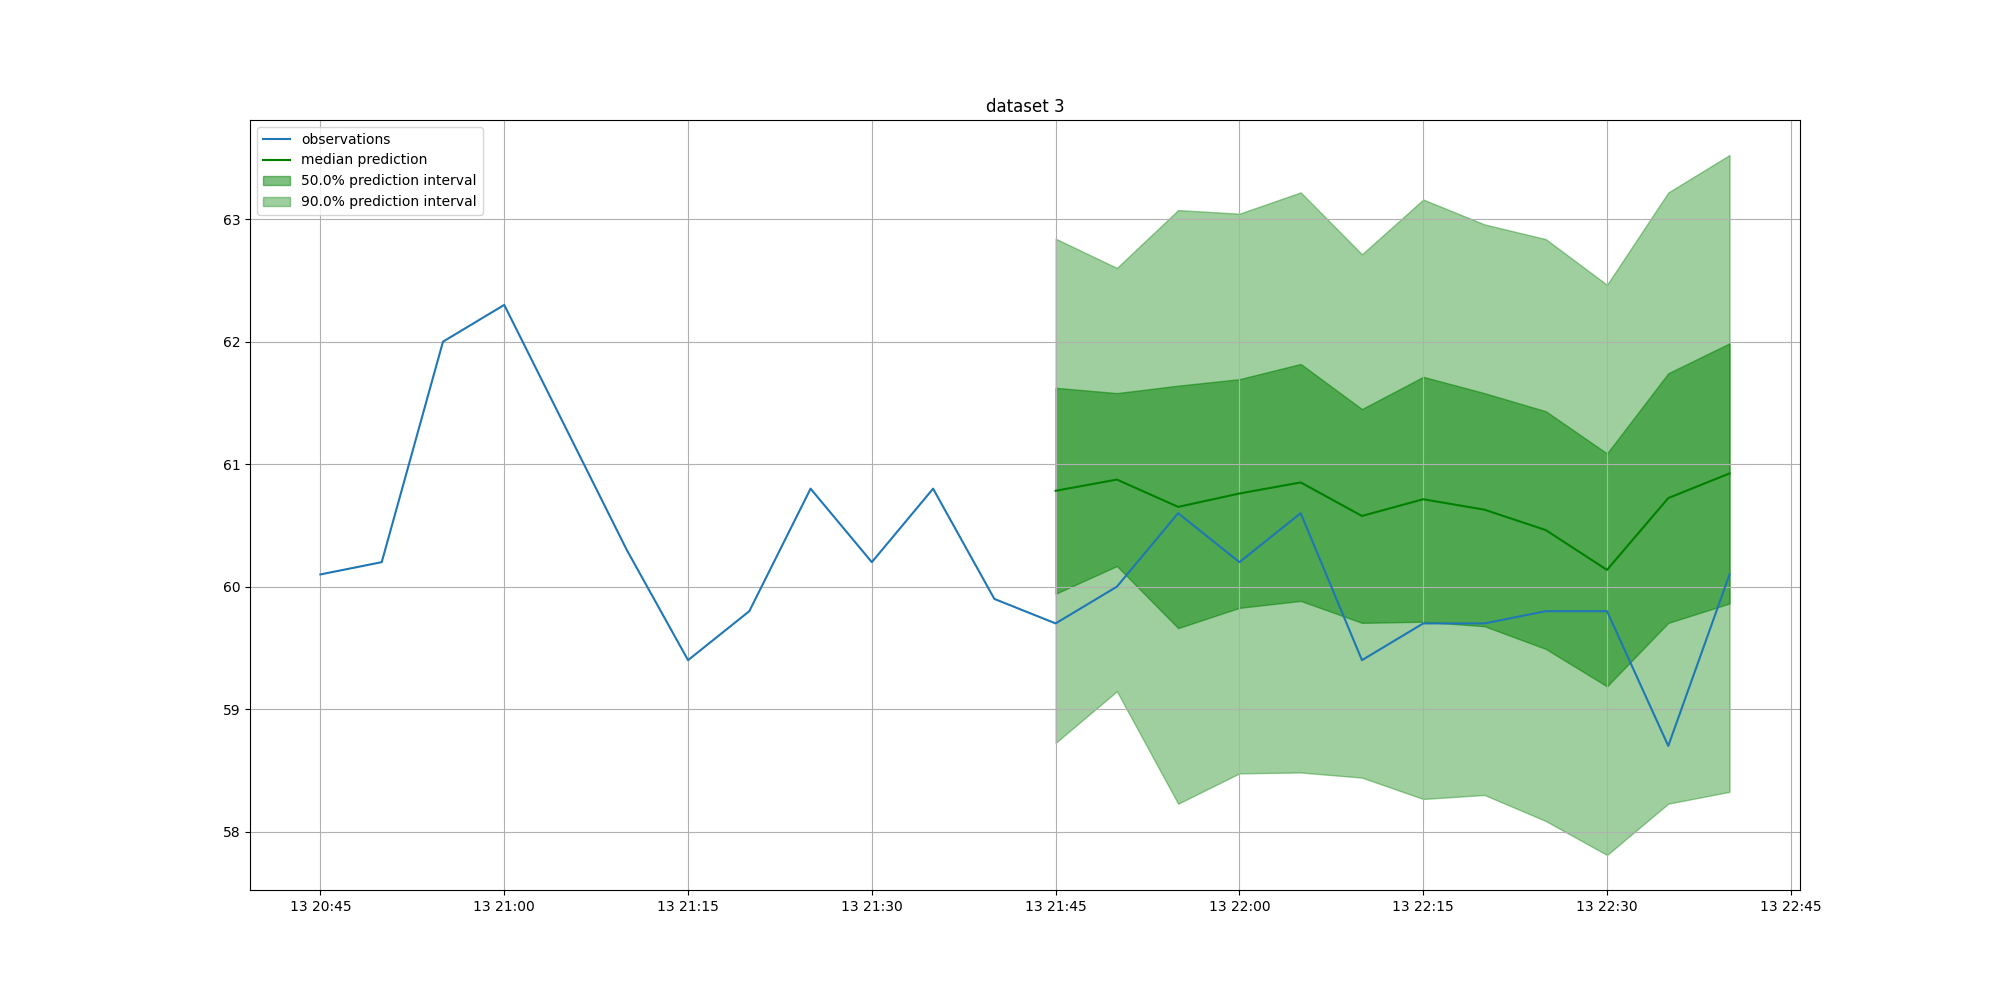 dataset 3
observations
median prediction
50.0% prediction interval
90.0% prediction interval
63
62
61
60
59
58
13 20:45 13 21:00 13 21:15 13 21:30 13 21:45 13 22:00 13 22:15 13 22:30 13 22:45